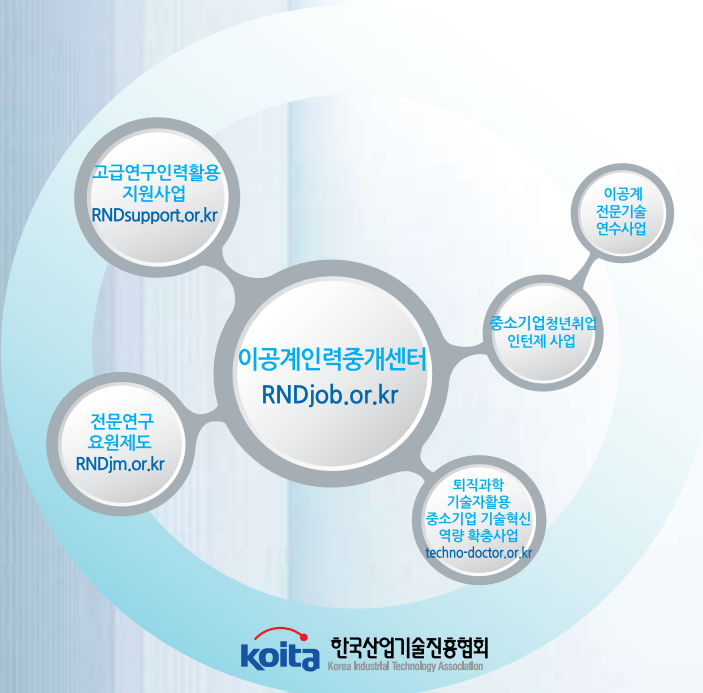 고급연구인력활용
지원사업
RNDsupport.or.kr
이공계
전문기술
연수사업
중소기업청년취업
인턴제 사업
이공계인력중개센터
RNDjob.or.kr
전문연구
요원제도
RNDjm.or.kr
퇴직과학
기술자활용
중소기업 기술혁신
역량 확충사업
techno-doctor.or.kr
koita 한국산업기술진흥협회
Korea Industrial Technology Association